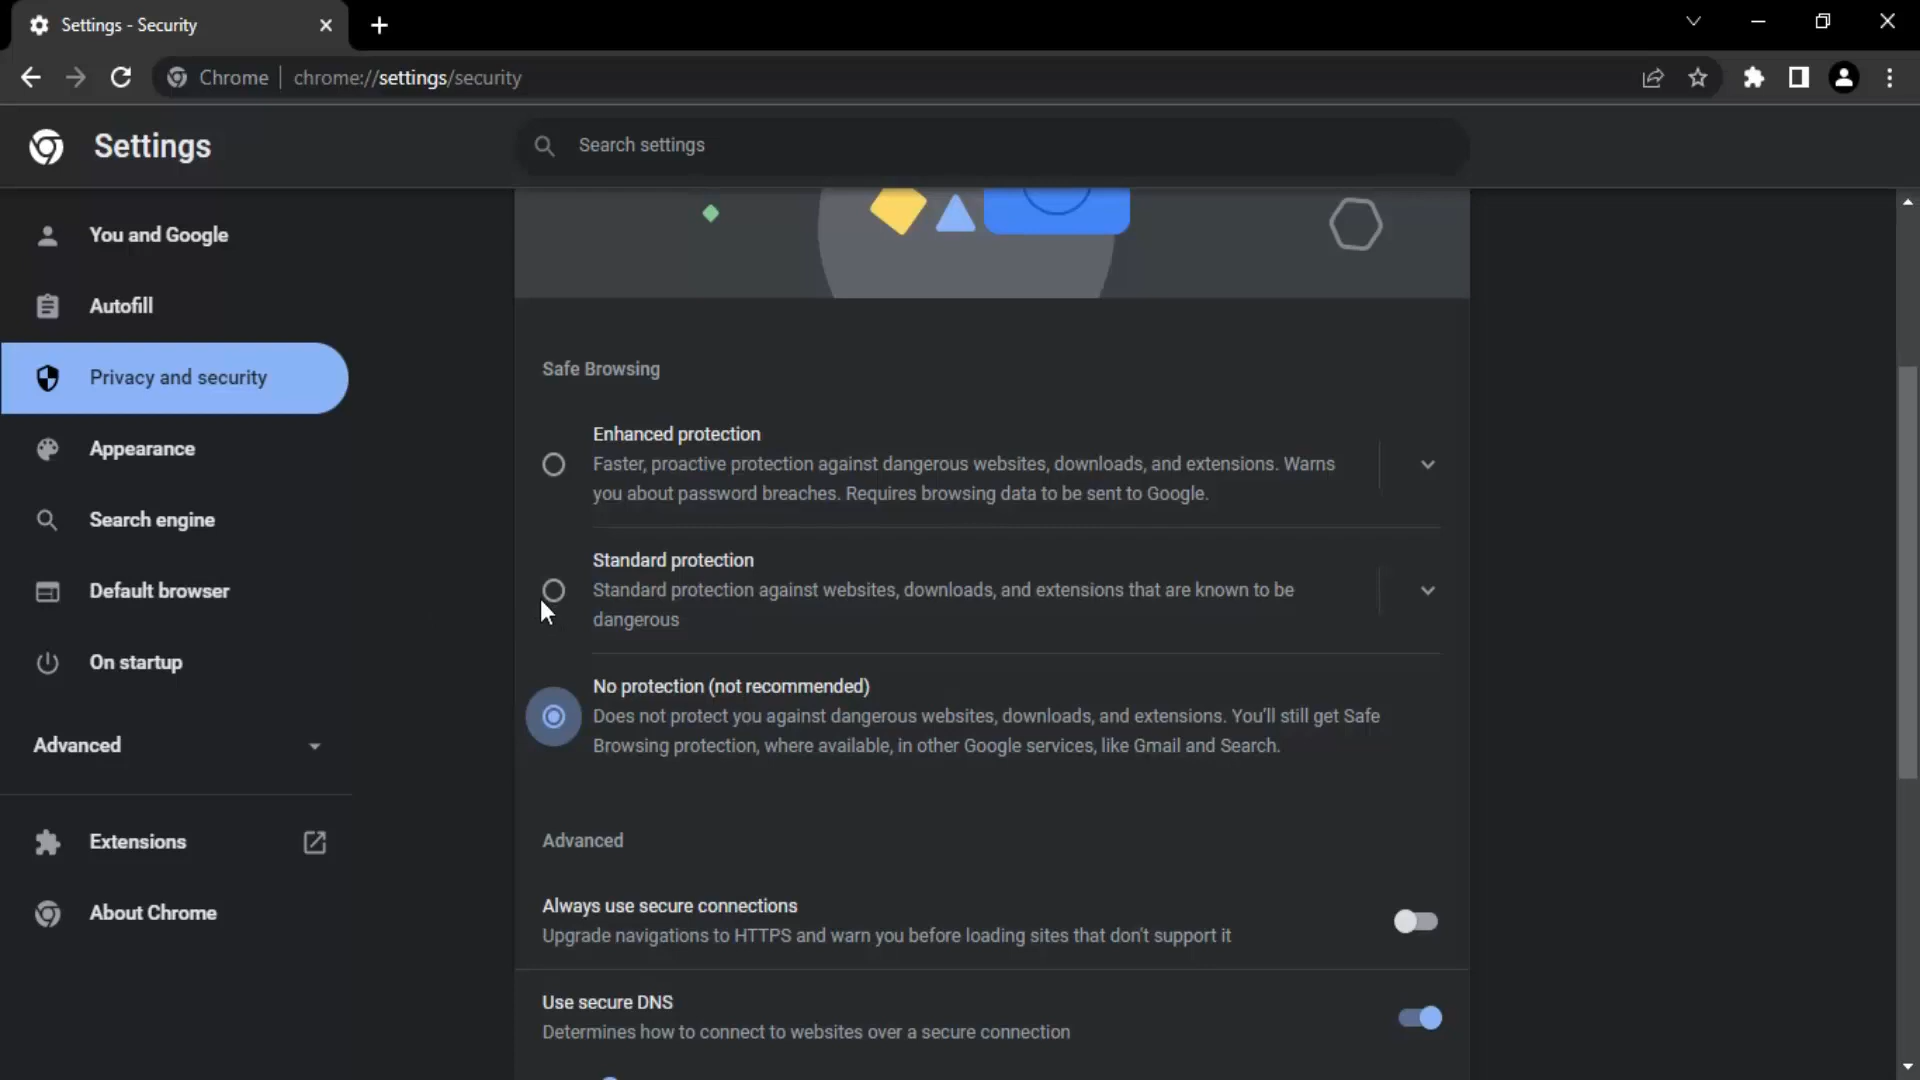 Settings - Security
Chrome | chrome://settings/security
Settings
Search settings
You and Google
Autofill
Privacy and security
Appearance
Search engine
Default browser
On startup
Advanced
Extensions
About Chrome
Safe Browsing
Enhanced protection
Faster, proactive protection against dangerous websites, downloads, and extensions. Warns
you about password breaches. Requires browsing data to be sent to Google.
Standard protection
Standard protection against websites, downloads, and extensions that are known to be
dangerous
No protection (not recommended)
Does not protect you against dangerous websites, downloads, and extensions. You'll still get Safe
Browsing protection, where available, in other Google services, like Gmail and Search.
Advanced
Always use secure connections
Upgrade navigations to HTTPS and warn you before loading sites that don't support it
Use secure DNS
Determines how to connect to websites over a secure connection